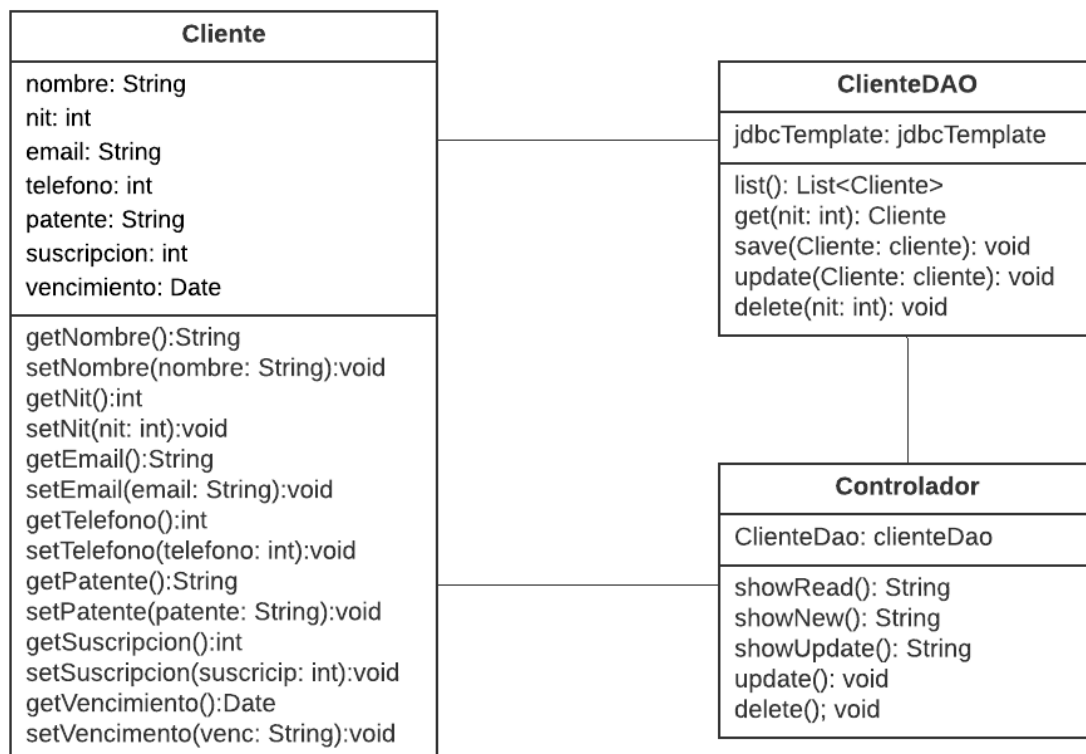 Cliente
nombre: String
nit: int
email: String
telefono: int
patente: String
suscripcion: int
vencimiento: Date
getNombre():String
setNombre(nombre: String):void
getNit():int
setNit(nit: int):void
getEmail():String
setEmail(email: String):void
getTelefono():int
setTelefono(telefono: int):void
getPatente():String
setPatente(patente: String):void
getSuscripcion():int
setSuscripcion(suscricip: int):void
getVencimiento():Date
setVencimento(venc: String):void
ClienteDAO
jdbcTemplate: jdbcTemplate
list(): List<Cliente>
get(nit: int): Cliente
save(Cliente: cliente): void
update(Cliente: cliente): void
delete(nit: int): void
Controlador
ClienteDao: clienteDao
showRead(): String
showNew(): String
showUpdate(): String
update(): void
delete(); void